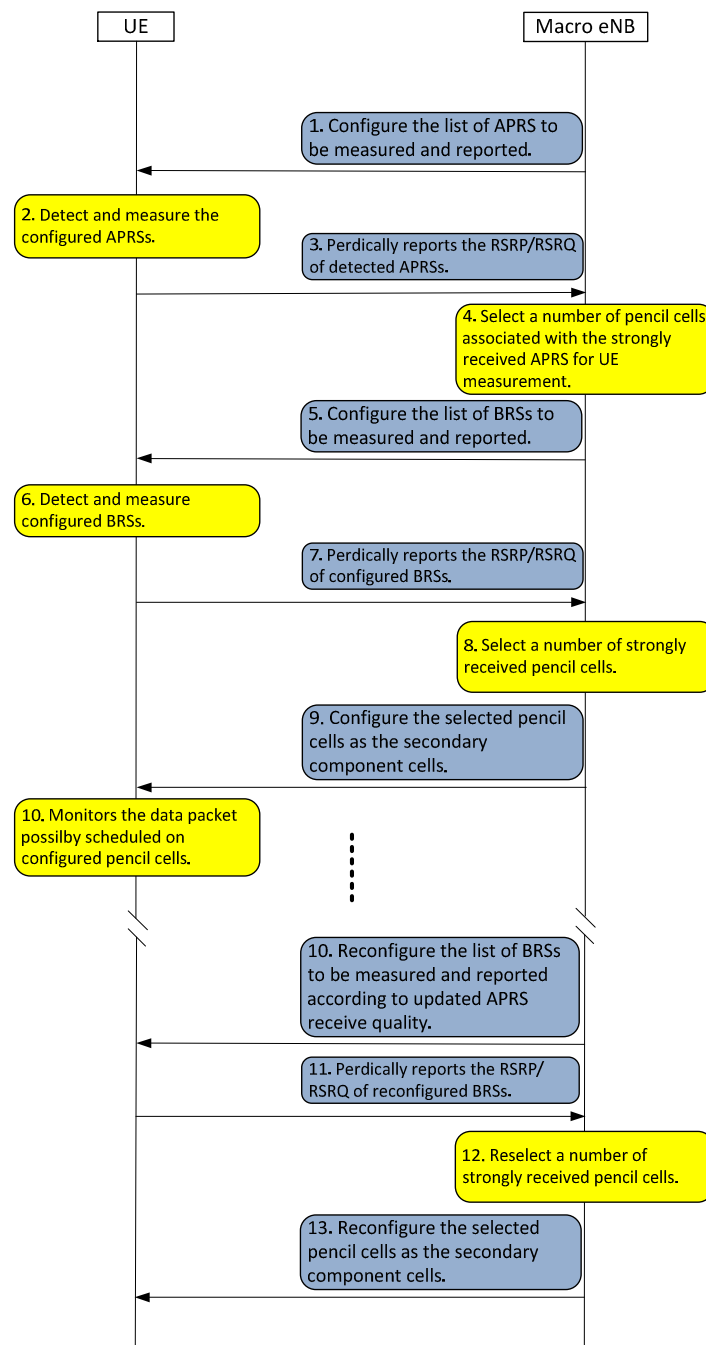 UE
Macro eNB
1. Configure the list of APRS to
be measured and reported.
2. Detect and measure the
configured APRSs.
3. Perdically reports the RSRP/RSRQ
of detected APRSs.
4. Select a number of pencil cells
associated with the strongly
received APRS for UE
measurement.
5. Configure the list of BRSs to
be measured and reported.
6. Detect and measure
configured BRSs.
7. Perdically reports the RSRP/RSRQ
of configured BRSs.
8. Select a number of strongly
received pencil cells.
9. Configure the selected pencil
cells as the secondary
component cells.
10. Monitors the data packet
possilby scheduled on
configured pencil cells.
10. Reconfigure the list of BRSs
to be measured and reported
according to updated APRS
receive quality.
11. Perdically reports the RSRP/
RSRQ of reconfigured BRSs.
12. Reselect a number of
strongly received pencil cells.
13. Reconfigure the selected
pencil cells as the secondary
component cells.